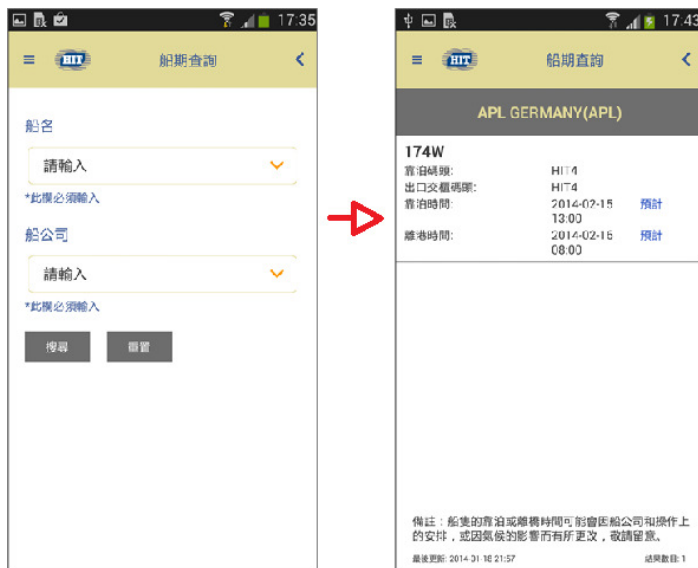 17:35
HIT
船期查詢
船名
請輸入
*此欄必須輸入
船公司
請輸入
*此欄必須輸入
搜尋 重置
17:43
HIT
船期查詢
APL GERMANY(APL)
174W
靠泊碼頭: HIT4
出口交櫃碼頭: HIT4
靠泊時間: 2014-02-15 預計
13:00
離港時間: 2014-02-16 預計
08:00
備註：船隻的靠泊或離橋時間可能會因船公司和操作上
的安排，或因氣候的影響而有所更改，敬請留意。
最後更新: 2014-01-18 21:57 結果數目: 1